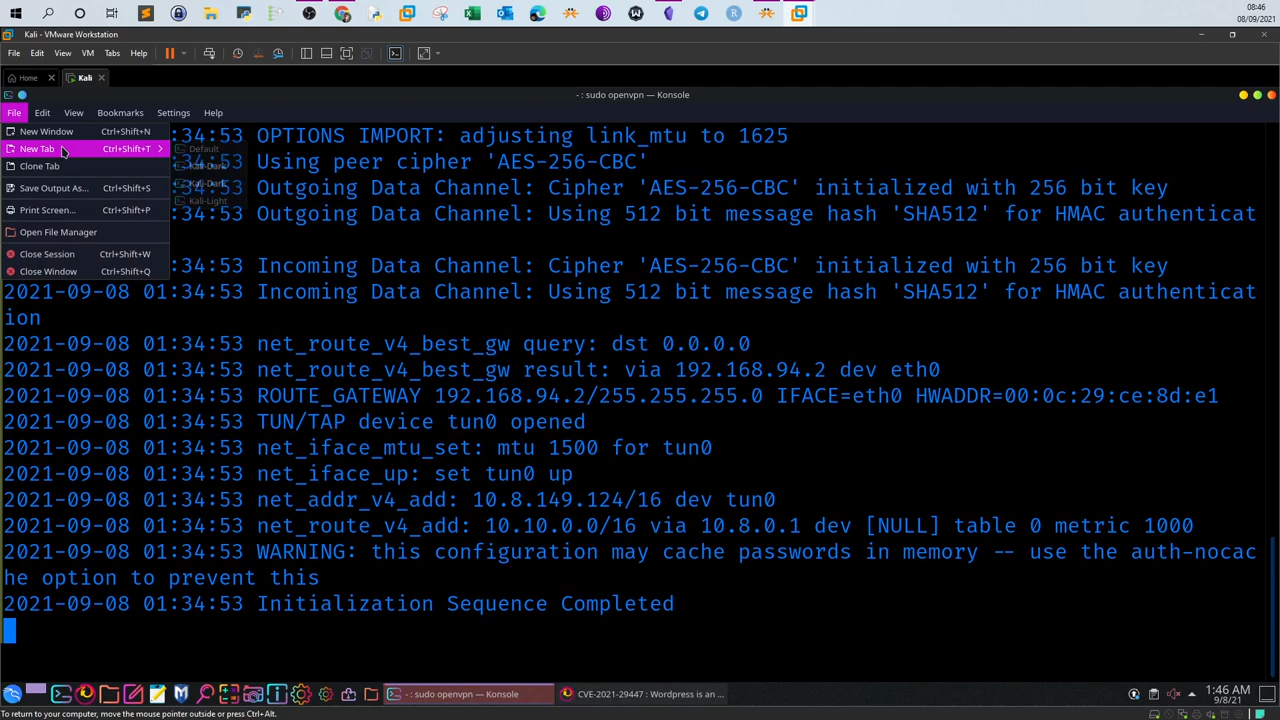 08:46
08/09/2021
Kali - VMware Workstation
File Edit View VM Tabs Help
Home Kali
- : sudo openvpn — Konsole
File Edit View Bookmarks Settings Help
New Window Ctrl+Shift+N
New Tab Ctrl+Shift+T
Clone Tab
Save Output As... Ctrl+Shift+S
Print Screen... Ctrl+Shift+P
Open File Manager
Close Session Ctrl+Shift+W
Close Window Ctrl+Shift+Q
Default
Kali-Dark
Kali-Dark
Kali-Light
:34:53 OPTIONS IMPORT: adjusting link_mtu to 1625
:34:53 Using peer cipher 'AES-256-CBC'
:34:53 Outgoing Data Channel: Cipher 'AES-256-CBC' initialized with 256 bit key
:34:53 Outgoing Data Channel: Using 512 bit message hash 'SHA512' for HMAC authenticat
:34:53 Incoming Data Channel: Cipher 'AES-256-CBC' initialized with 256 bit key
2021-09-08 01:34:53 Incoming Data Channel: Using 512 bit message hash 'SHA512' for HMAC authenticat
ion
2021-09-08 01:34:53 net_route_v4_best_gw query: dst 0.0.0.0
2021-09-08 01:34:53 net_route_v4_best_gw result: via 192.168.94.2 dev eth0
2021-09-08 01:34:53 ROUTE_GATEWAY 192.168.94.2/255.255.255.0 IFACE=eth0 HWADDR=00:0c:29:ce:8d:e1
2021-09-08 01:34:53 TUN/TAP device tun0 opened
2021-09-08 01:34:53 net_iface_mtu_set: mtu 1500 for tun0
2021-09-08 01:34:53 net_iface_up: set tun0 up
2021-09-08 01:34:53 net_addr_v4_add: 10.8.149.124/16 dev tun0
2021-09-08 01:34:53 net_route_v4_add: 10.10.0.0/16 via 10.8.0.1 dev [NULL] table 0 metric 1000
2021-09-08 01:34:53 WARNING: this configuration may cache passwords in memory -- use the auth-nocac
he option to prevent this
2021-09-08 01:34:53 Initialization Sequence Completed
- : sudo openvpn — Konsole
CVE-2021-29447 : Wordpress is an ...
1:46 AM
9/8/21
To return to your computer, move the mouse pointer outside or press Ctrl+Alt.